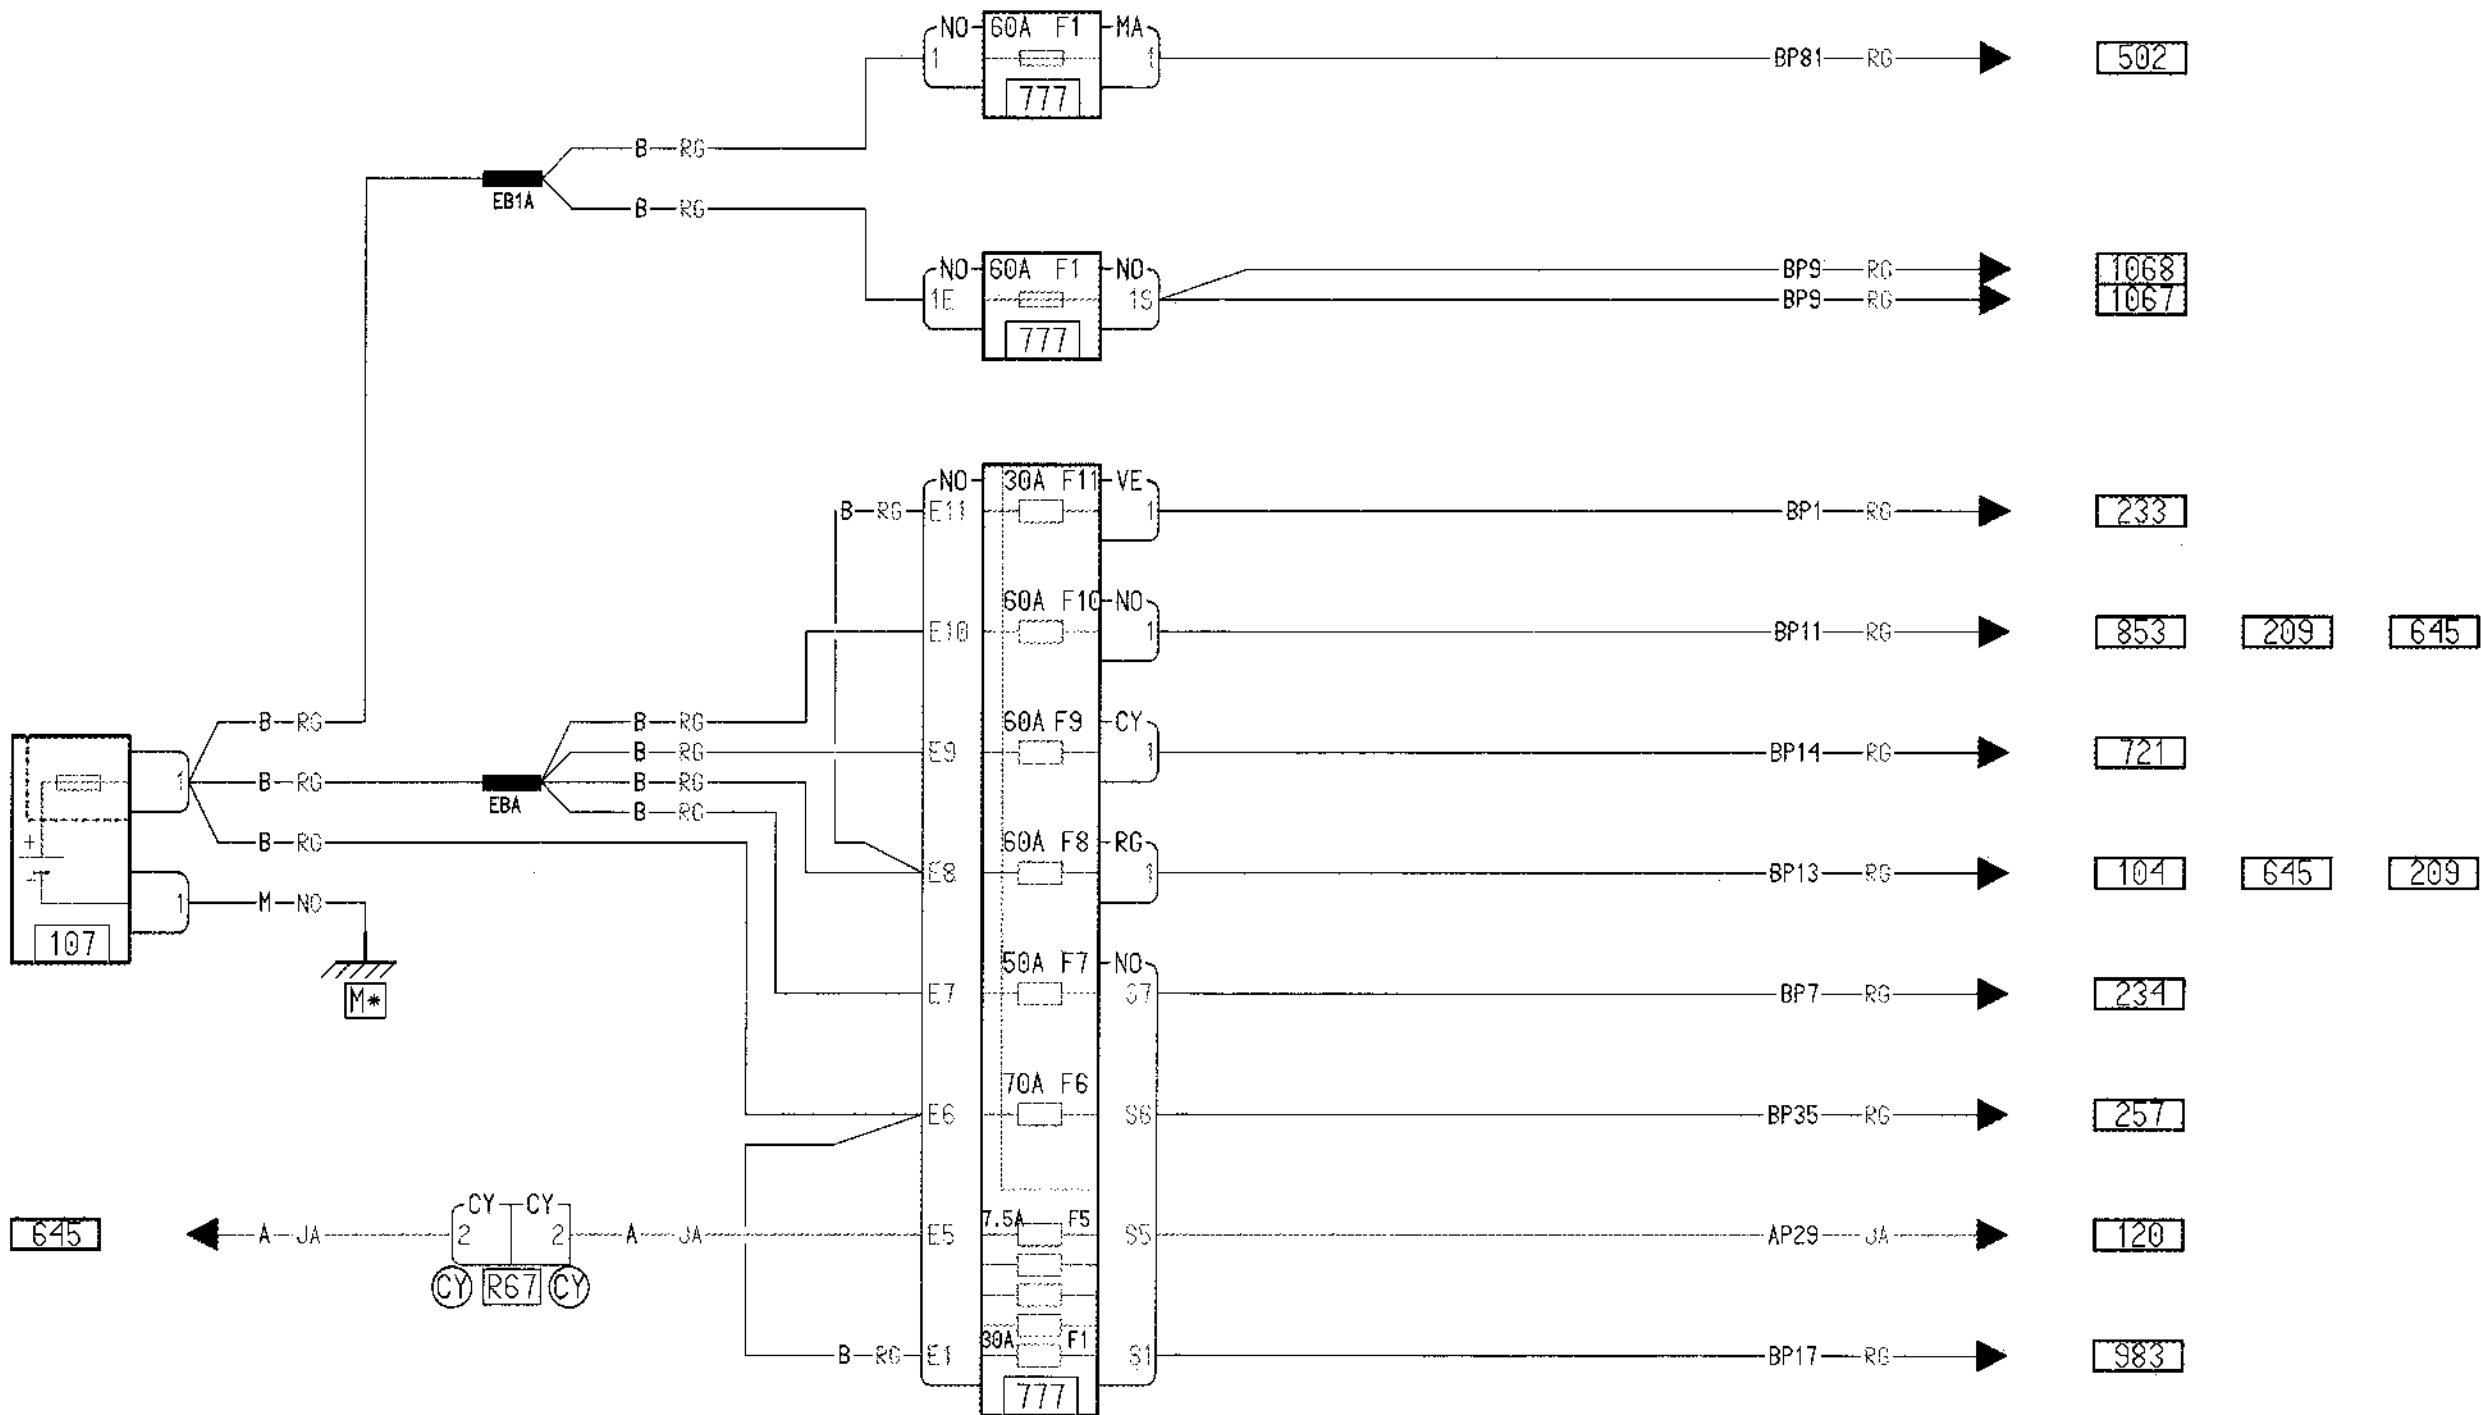 NO 60A F1 MA
1 1 BP81 RG 502
777
B RG
EB1A
B RG
NO 60A F1 NO BP9 RG 1068
1E 1S BP9 RG 1067
777
NO 30A F11 VE
B RG E11 1 BP1 RG 233
60A F10 NO
E10 1 BP11 RG 853 209 645
B RG B RG 60A F9 CY
B RG E9 1 BP14 RG 721
1 B RG B RG
EBA B RG
+ B RG 60A F8 RG
- E8 1 BP13 RG 104 645 209
1 M NO
107 50A F7 NO
M* E7 S7 BP7 RG 234
70A F6
E6 S6 BP35 RG 257
CY CY 7.5A F5
645 A JA 2 2 A JA E5 S5 AP29 JA 120
CY R67 CY
30A F1
B RG E1 S1 BP17 RG 983
777